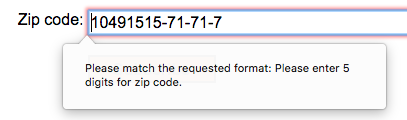 Zip code: 10491515-71-71-7
Please match the requested format: Please enter 5
digits for zip code.